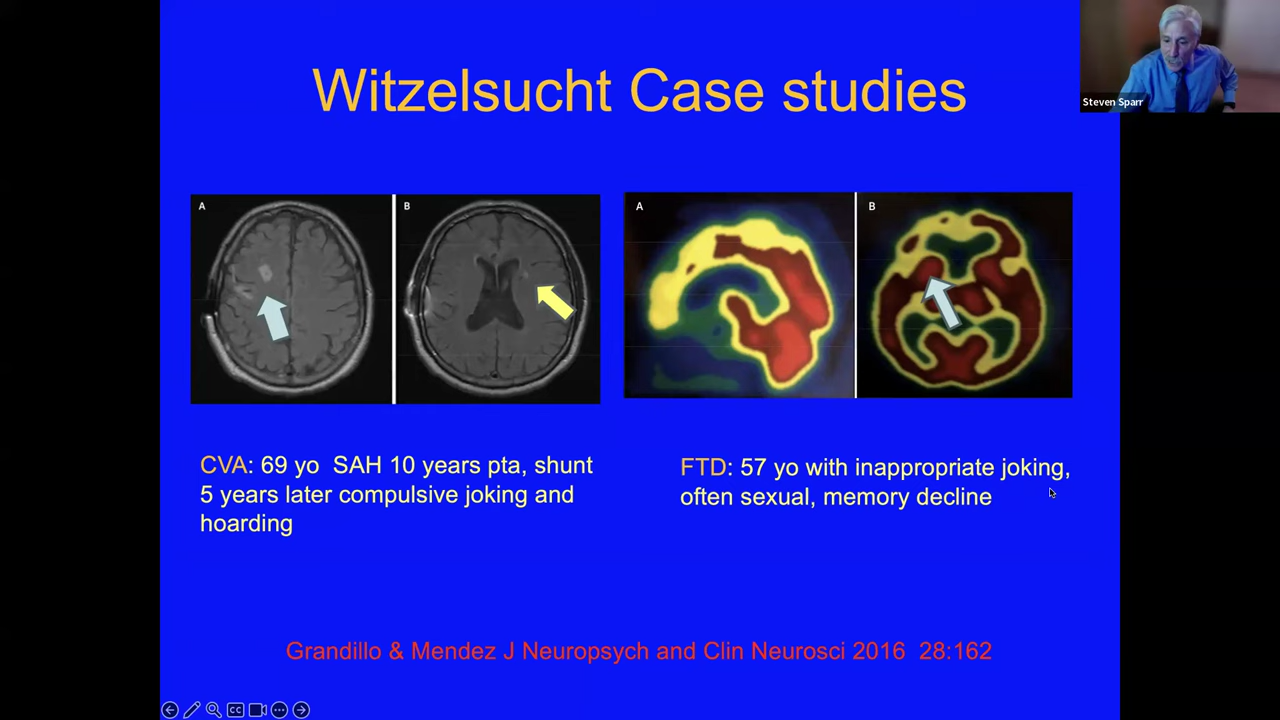 Witzelsucht Case studies
Steven Sparr
A
B
A
B
CVA: 69 yo SAH 10 years pta, shunt
5 years later compulsive joking and
hoarding
FTD: 57 yo with inappropriate joking,
often sexual, memory decline
Grandillo & Mendez J Neuropsych and Clin Neurosci 2016 28:162
CC